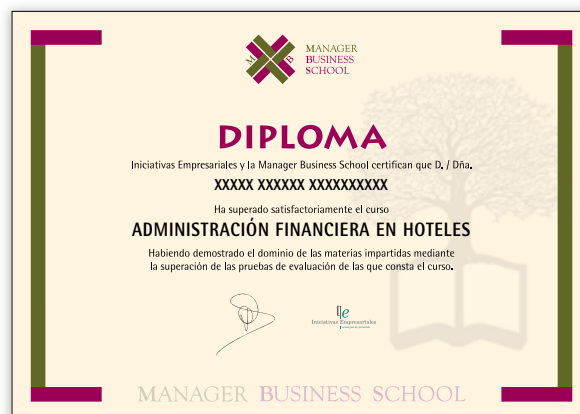 MANAGER
BUSINESS
SCHOOL
M B
DIPLOMA
Iniciativas Empresariales y la Manager Business School certifican que D. / Dña.
XXXXX XXXXXX XXXXXXXXXX
Ha superado satisfactoriamente el curso
ADMINISTRACIÓN FINANCIERA EN HOTELES
Habiendo demostrado el dominio de las materias impartidas mediante
la superación de las pruebas de evaluación de las que consta el curso.
Iniciativas Empresariales
MANAGER BUSINESS SCHOOL